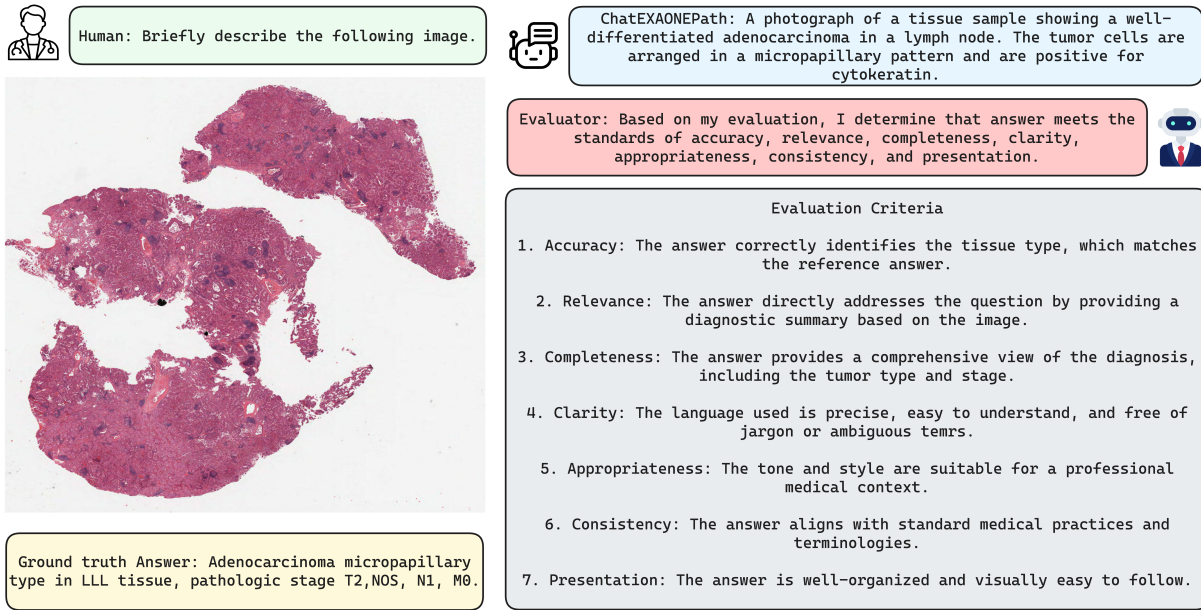 Human: Briefly describe the following image.
ChatEXAONEPath: A photograph of a tissue sample showing a well-
differentiated adenocarcinoma in a lymph node. The tumor cells are
arranged in a micropapillary pattern and are positive for
cytokeratin.
Evaluator: Based on my evaluation, I determine that answer meets the
standards of accuracy, relevance, completeness, clarity,
appropriateness, consistency, and presentation.
Evaluation Criteria
1. Accuracy: The answer correctly identifies the tissue type, which matches
the reference answer.
2. Relevance: The answer directly addresses the question by providing a
diagnostic summary based on the image.
3. Completeness: The answer provides a comprehensive view of the diagnosis,
including the tumor type and stage.
4. Clarity: The language used is precise, easy to understand, and free of
jargon or ambiguous temrs.
5. Appropriateness: The tone and style are suitable for a professional
medical context.
6. Consistency: The answer aligns with standard medical practices and
terminologies.
7. Presentation: The answer is well-organized and visually easy to follow.
Ground truth Answer: Adenocarcinoma micropapillary
type in LLL tissue, pathologic stage T2,NOS, N1, M0.